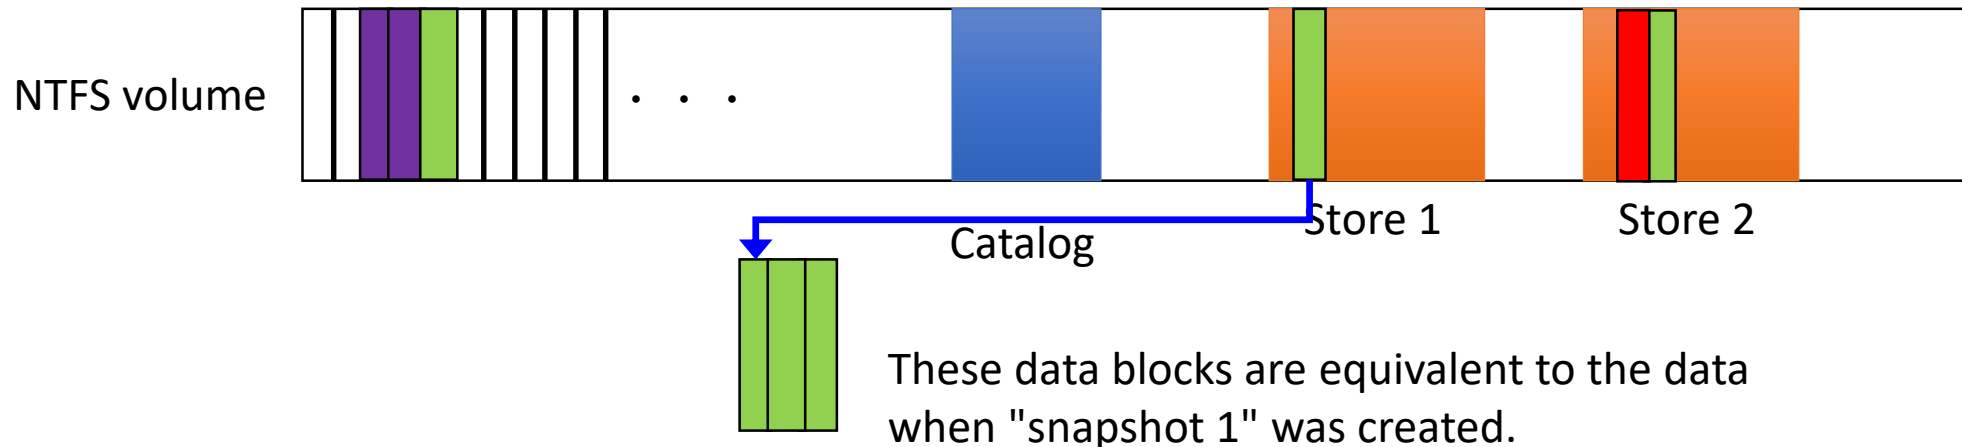 NTFS volume
. . .
Store 1
Store 2
Catalog
These data blocks are equivalent to the data
when "snapshot 1" was created.